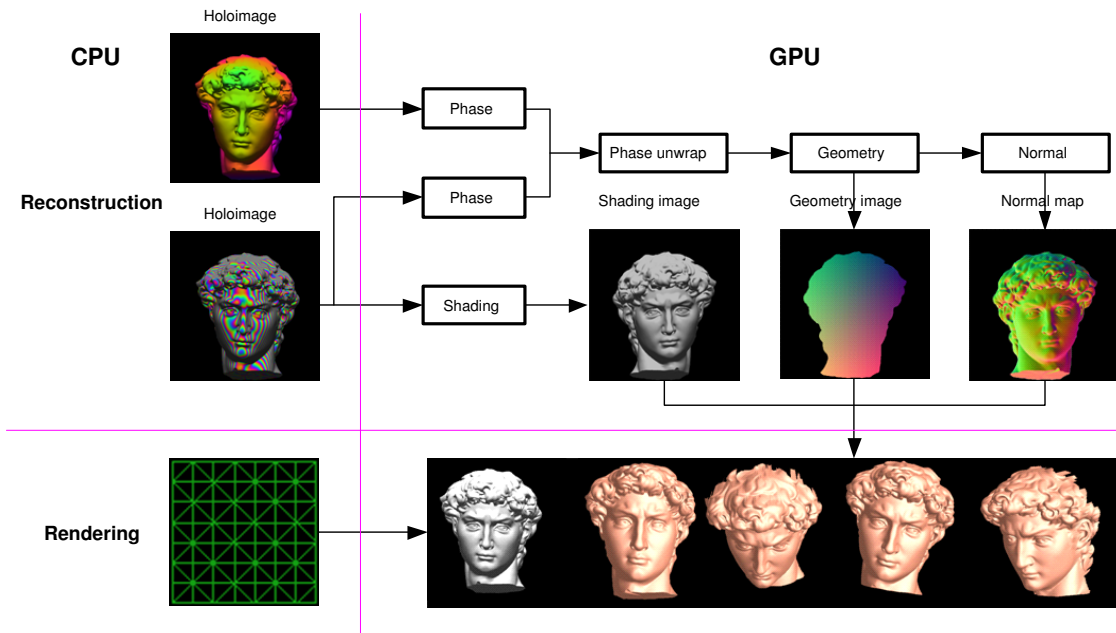 Holoimage
CPU
GPU
Phase
Phase unwrap
Geometry
Normal
Reconstruction
Phase
Shading image
Geometry image
Normal map
Holoimage
Shading
Rendering